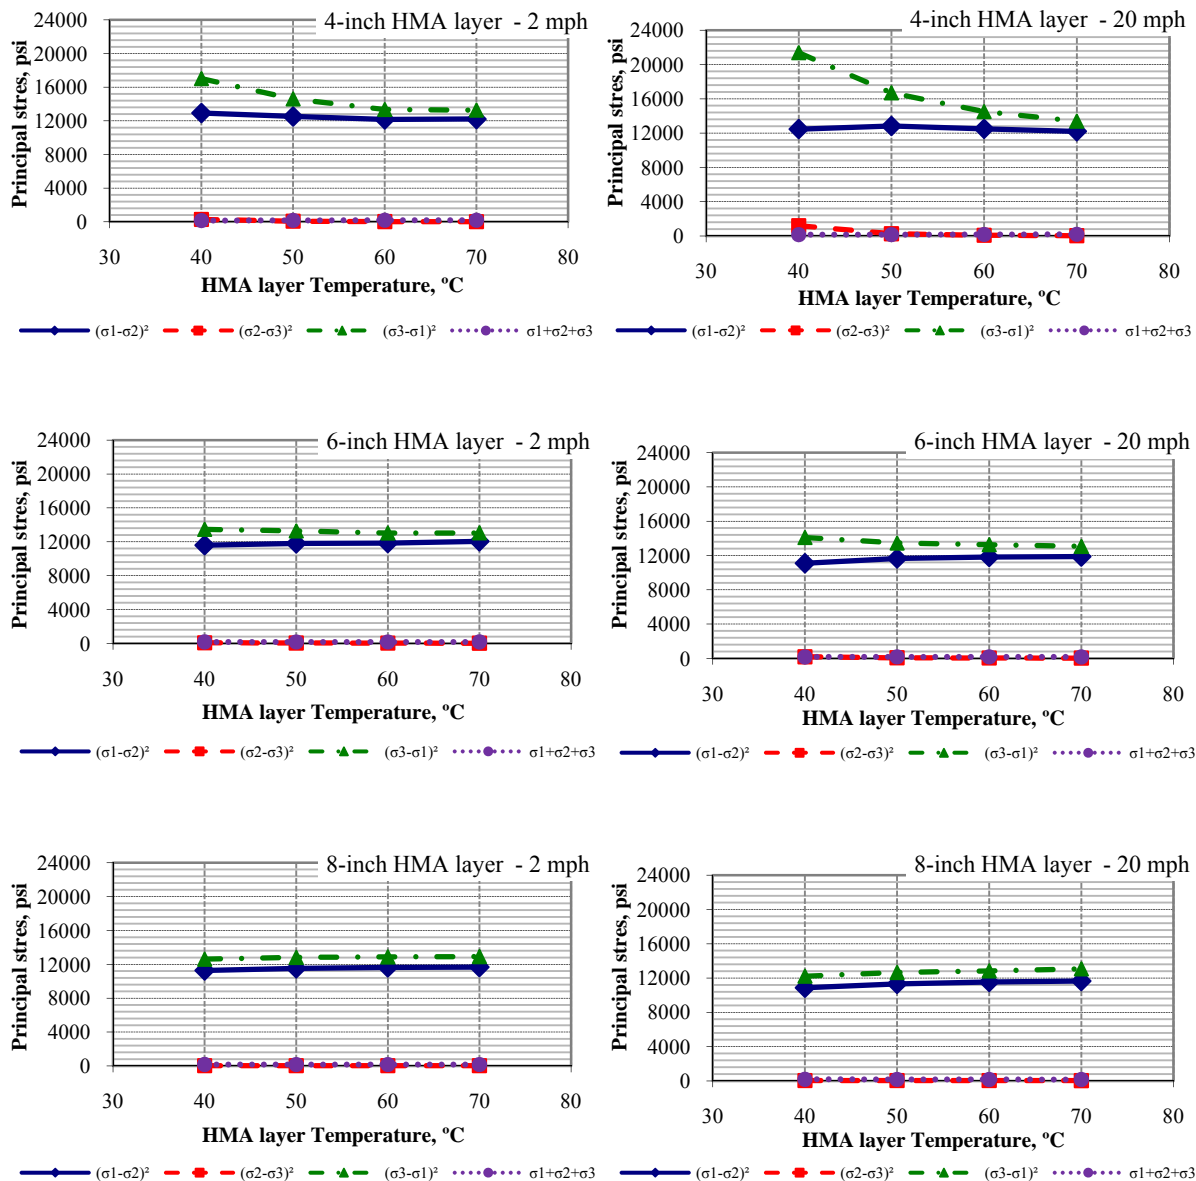 4-inch HMA layer - 2 mph
24000
20000
16000
12000
8000
4000
0
Principal stres, psi
30 40 50 60 70 80
HMA layer Temperature, ºC
(σ1-σ2)² (σ2-σ3)² (σ3-σ1)² σ1+σ2+σ3
4-inch HMA layer - 20 mph
24000
20000
16000
12000
8000
4000
0
Principal stres, psi
30 40 50 60 70 80
HMA layer Temperature, ºC
(σ1-σ2)² (σ2-σ3)² (σ3-σ1)² σ1+σ2+σ3
6-inch HMA layer - 2 mph
24000
20000
16000
12000
8000
4000
0
Principal stres, psi
30 40 50 60 70 80
HMA layer Temperature, ºC
(σ1-σ2)² (σ2-σ3)² (σ3-σ1)² σ1+σ2+σ3
6-inch HMA layer - 20 mph
24000
20000
16000
12000
8000
4000
0
Principal stres, psi
30 40 50 60 70 80
HMA layer Temperature, ºC
(σ1-σ2)² (σ2-σ3)² (σ3-σ1)² σ1+σ2+σ3
8-inch HMA layer - 2 mph
24000
20000
16000
12000
8000
4000
0
Principal stres, psi
30 40 50 60 70 80
HMA layer Temperature, ºC
(σ1-σ2)² (σ2-σ3)² (σ3-σ1)² σ1+σ2+σ3
8-inch HMA layer - 20 mph
24000
20000
16000
12000
8000
4000
0
Principal stres, psi
30 40 50 60 70 80
HMA layer Temperature, ºC
(σ1-σ2)² (σ2-σ3)² (σ3-σ1)² σ1+σ2+σ3